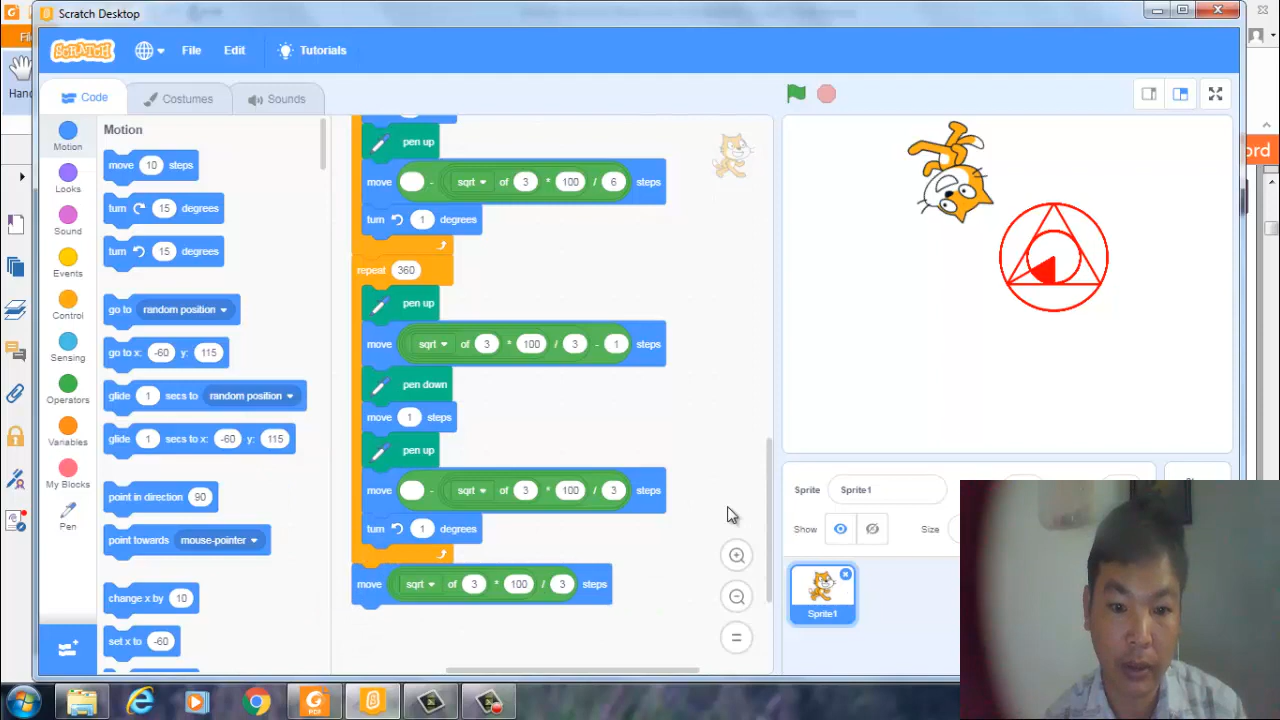 Scratch Desktop
Fi
SCRATCH
File
Edit
Tutorials
Hand
Code
Costumes
Sounds
ord
Motion
Motion
move 10 steps
turn 15 degrees
turn 15 degrees
go to random position
go to x: -60 y: 115
glide 1 secs to random position
glide 1 secs to x: -60 y: 115
point in direction 90
point towards mouse-pointer
change x by 10
set x to -60
Looks
Sound
Events
Control
Sensing
Operators
Variables
My Blocks
Pen
pen up
move - sqrt of 3 * 100 / 6 steps
turn 1 degrees
repeat 360
pen up
move sqrt of 3 * 100 / 3 - 1 steps
pen down
move 1 steps
pen up
move - sqrt of 3 * 100 / 3 steps
turn 1 degrees
move sqrt of 3 * 100 / 3 steps
Sprite Sprite1
Show
Size
Sprite1
PDF